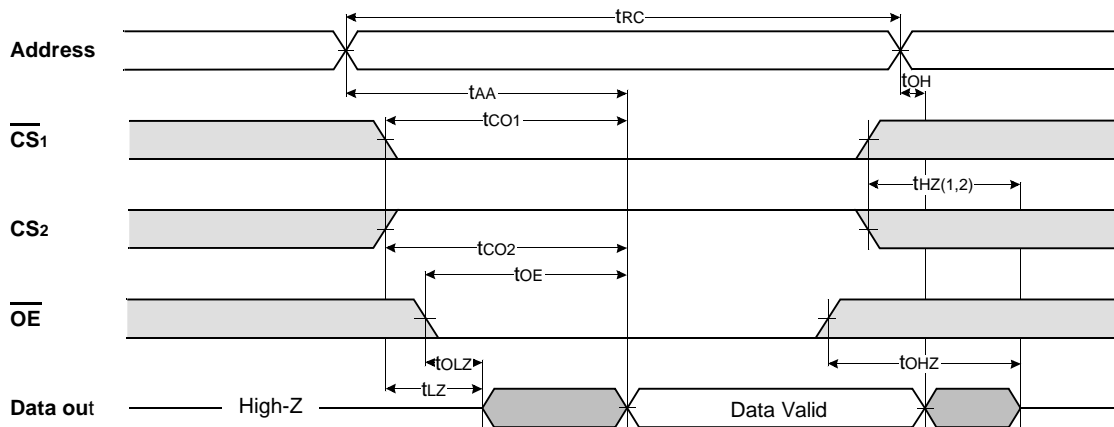 tRC
Address
tOH
tAA
tCO1
CS1
tHZ(1,2)
CS2
tCO2
tOE
OE
tOLZ
tOHZ
tLZ
Data out
High-Z
Data Valid